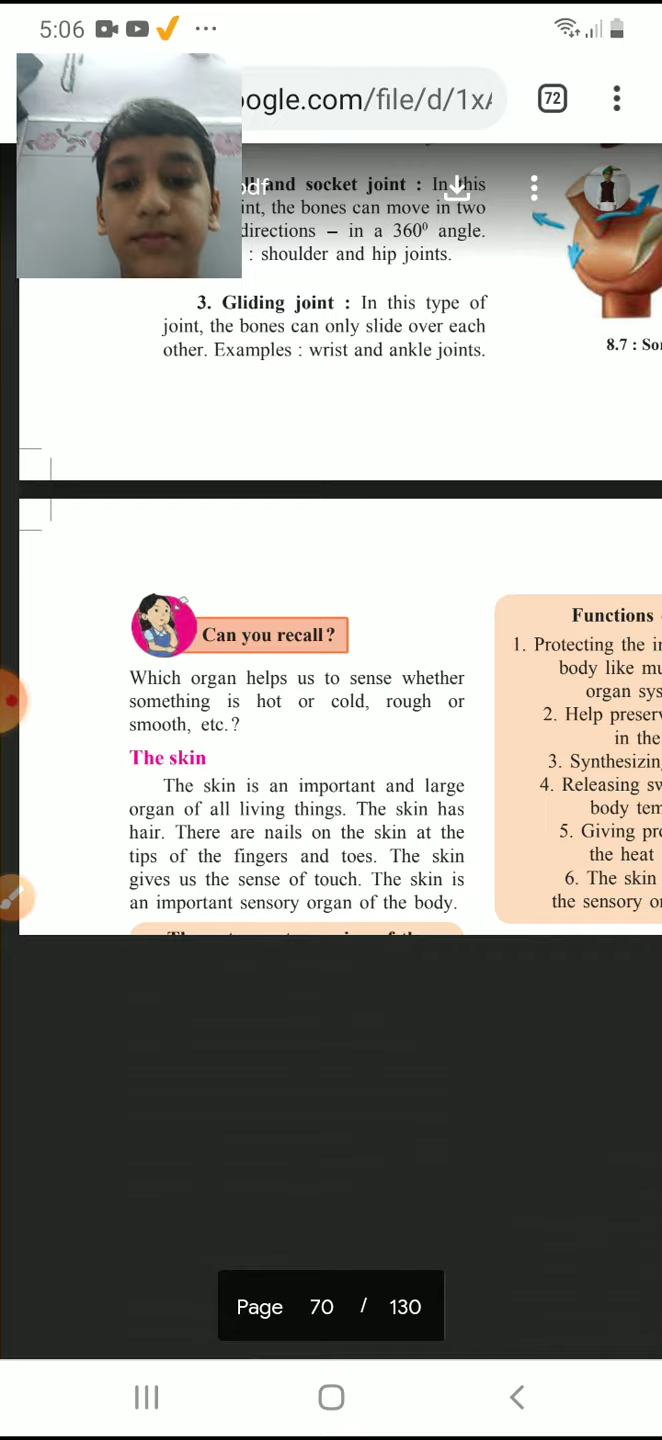 5:06
ogle.com/file/d/1x
72
and socket joint : In this
int, the bones can move in two
directions – in a 360⁰ angle.
: shoulder and hip joints.
3. Gliding joint : In this type of
joint, the bones can only slide over each
other. Examples : wrist and ankle joints.
8.7 : So
Can you recall?
Which organ helps us to sense whether
something is hot or cold, rough or
smooth, etc.?
The skin
The skin is an important and large
organ of all living things. The skin has
hair. There are nails on the skin at the
tips of the fingers and toes. The skin
gives us the sense of touch. The skin is
an important sensory organ of the body.
Functions
1. Protecting the i
body like mu
organ sys
2. Help preserv
in the
3. Synthesizin
4. Releasing sw
body tem
5. Giving pro
the heat
6. The skin
the sensory o
Page 70 / 130